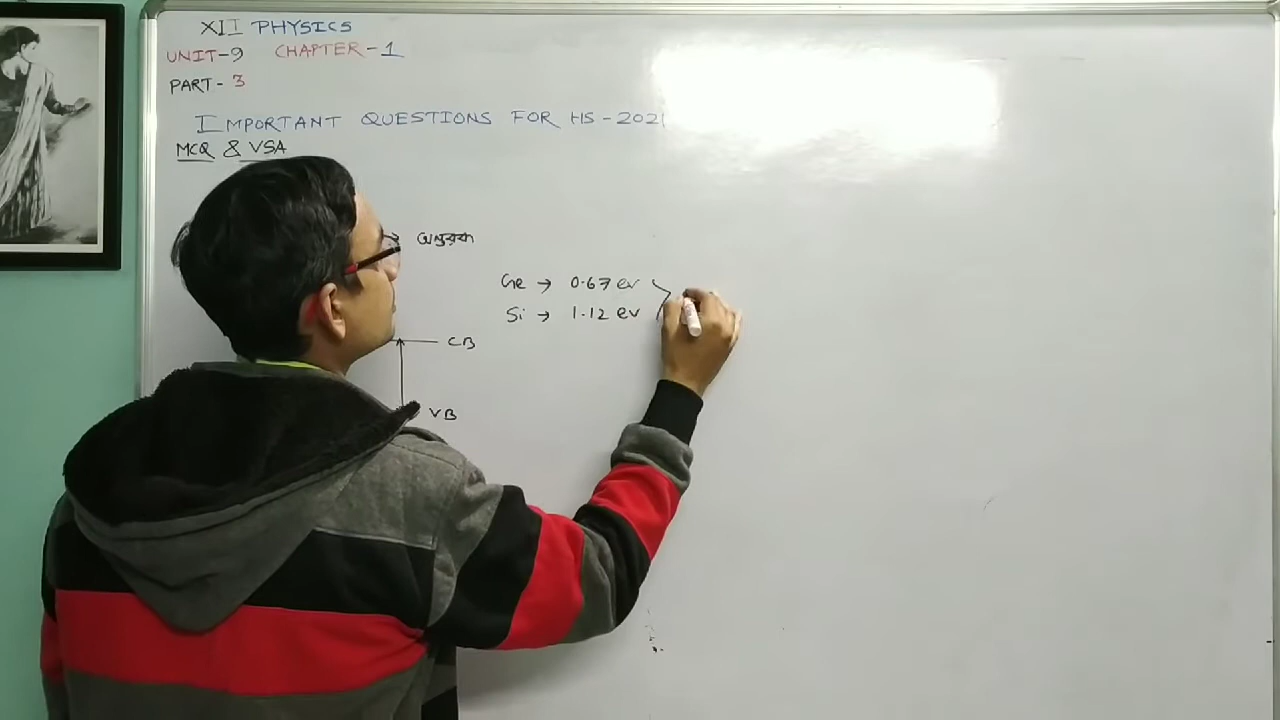 XII PHYSICS
UNIT-9 CHAPTER-1
PART-3
IMPORTANT QUESTIONS FOR HS-2021
MCQ & VSA
Ge → 0.67 ev
Si → 1.12 ev
CB
VB